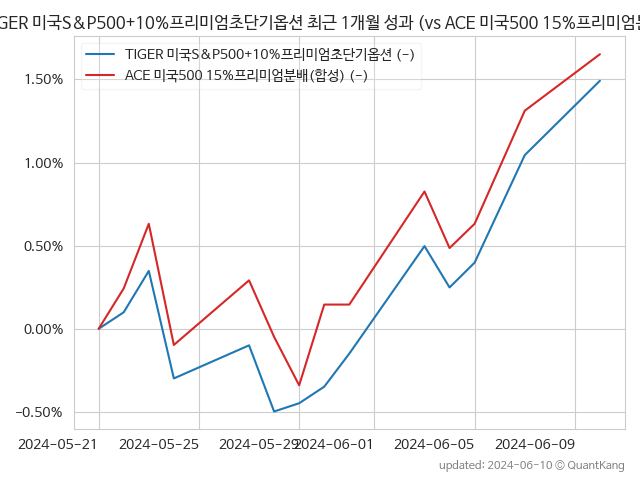 GER 미국S&P500+10%프리미엄초단기옵션 최근 1개월 성과 (vs ACE 미국500 15%프리미엄분
TIGER 미국S&P500+10%프리미엄초단기옵션 (-)
ACE 미국500 15%프리미엄분배(합성) (-)
1.50%
1.00%
0.50%
0.00%
-0.50%
2024-05-21 2024-05-25 2024-05-29 2024-06-01 2024-06-05 2024-06-09
updated: 2024-06-10 © QuantKang